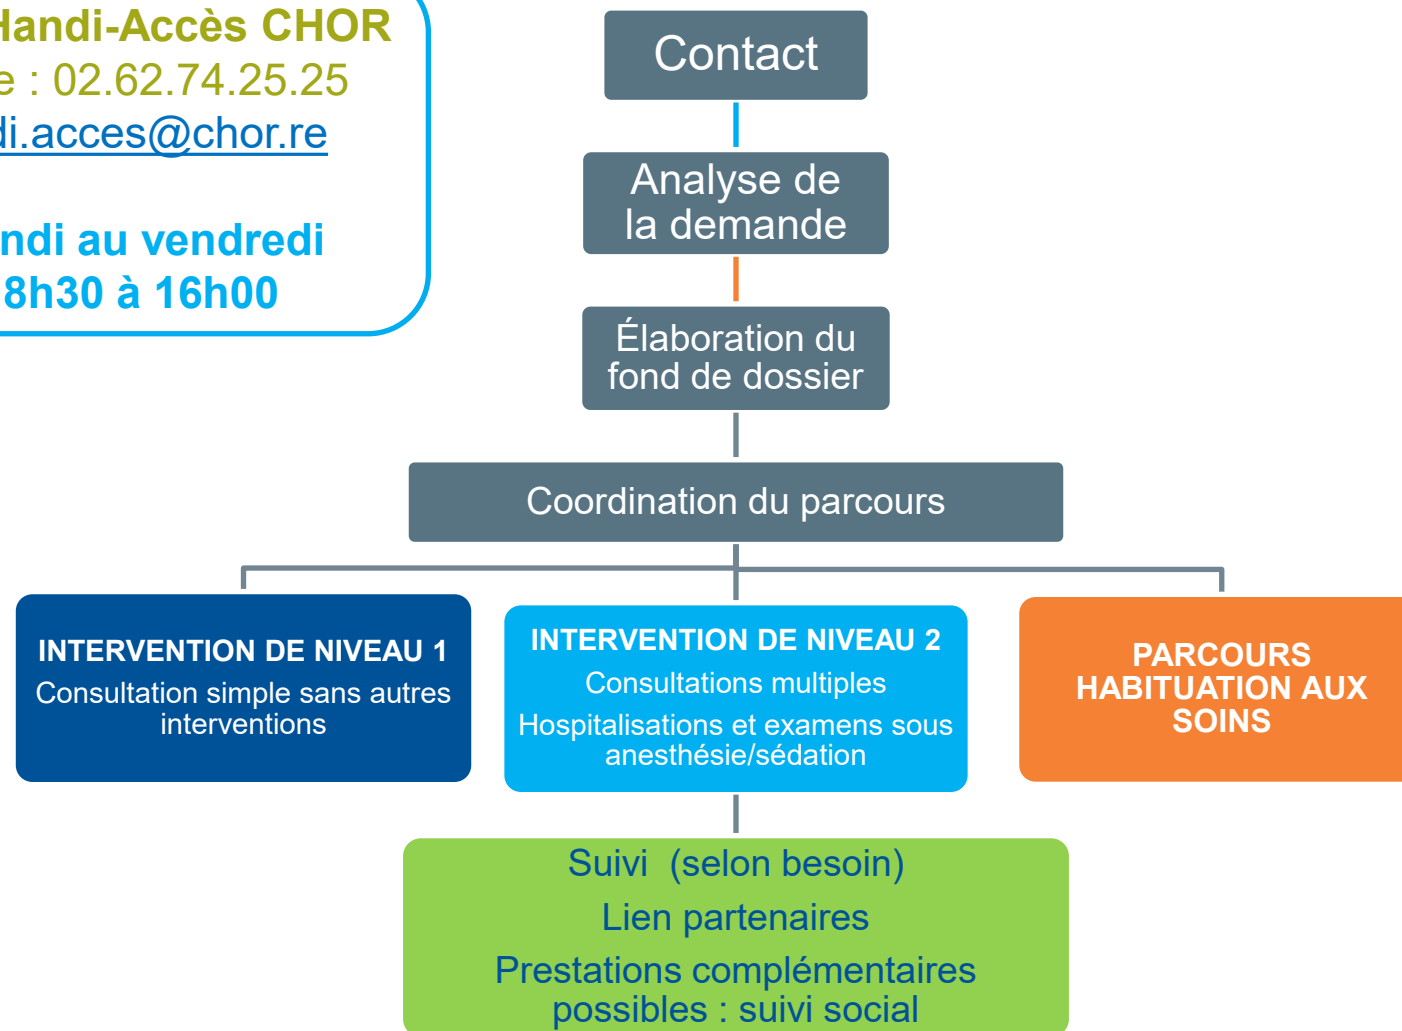 Handi-Accès CHOR
: 02.62.74.25.25
di.acces@chor.re
au vendredi
8h30 à 16h00
Contact
Analyse de
la demande
Élaboration du
fond de dossier
Coordination du parcours
INTERVENTION DE NIVEAU 1
Consultation simple sans autres
interventions
INTERVENTION DE NIVEAU 2
Consultations multiples
Hospitalisations et examens sous
anesthésie/sédation
PARCOURS
HABITUATION AUX
SOINS
Suivi (selon besoin)
Lien partenaires
Prestations complémentaires
possibles : suivi social